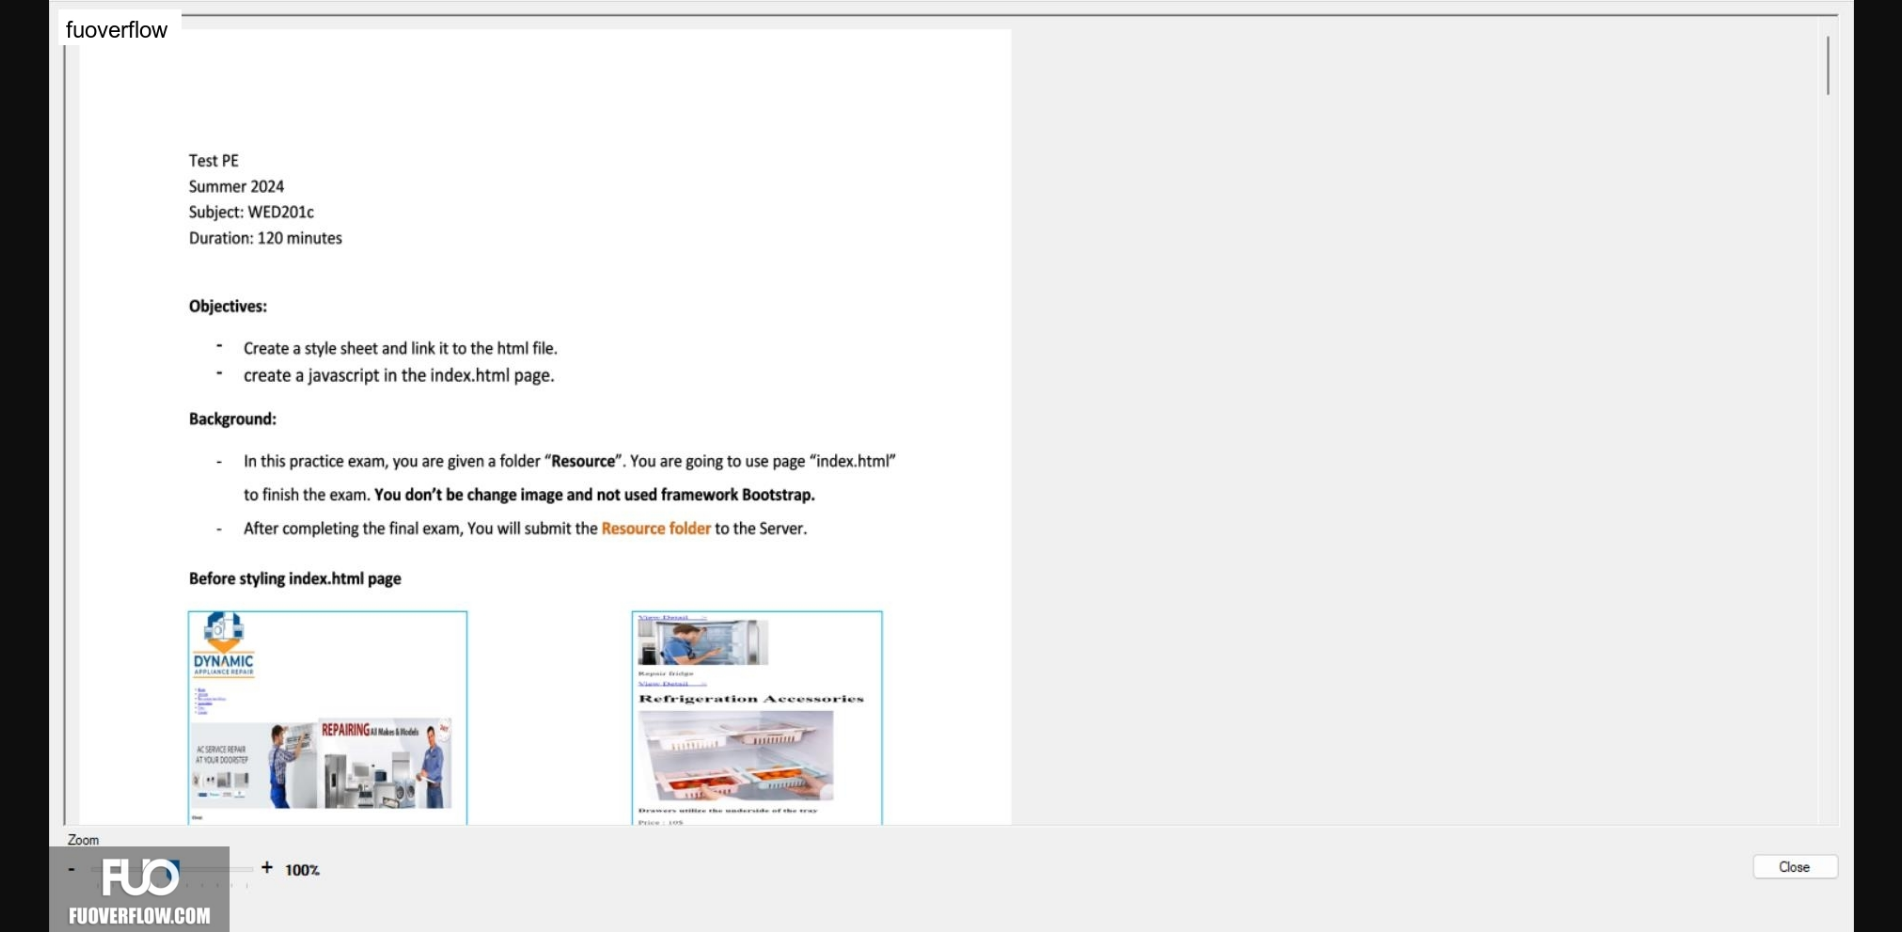 fuoverflow
Test PE
Summer 2024
Subject: WED201c
Duration: 120 minutes
Objectives:
- Create a style sheet and link it to the html file.
- create a javascript in the index.html page.
Background:
- In this practice exam, you are given a folder “Resource”. You are going to use page “index.html”
to finish the exam. You don’t be change image and not used framework Bootstrap.
- After completing the final exam, You will submit the Resource folder to the Server.
Before styling index.html page
DYNAMIC
APPLIANCE REPAIR
REPAIRING All Makes & Models
AC SERVICE REPAIR
AT YOUR DOORSTEP
View Detail
Repair fridge
View Detail
Refrigeration Accessories
Drawers utilize the underside of the tray
Price : 10$
Zoom
- + 100%
Close
FUO
FUOVERFLOW.COM